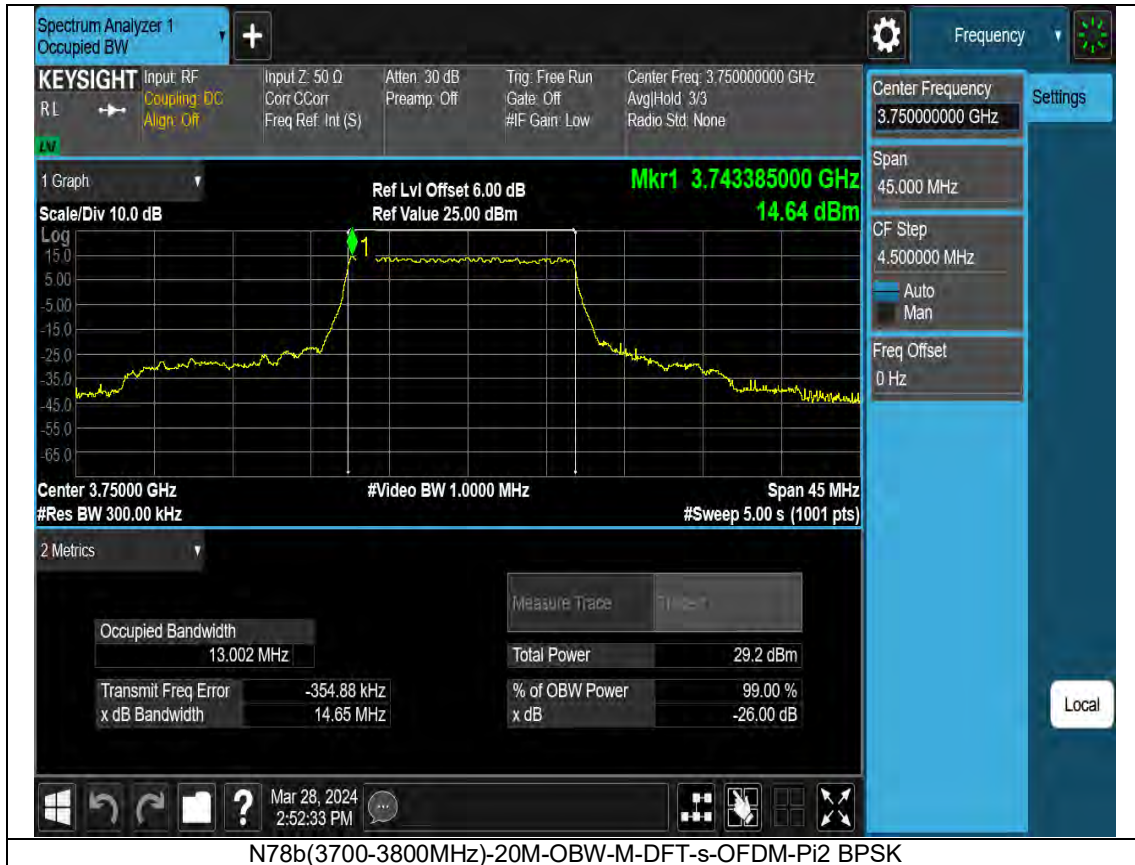 Spectrum Analyzer 1
Occupied BW
Frequency
KEYSIGHT
RL
Input: RF
Coupling: DC
Align: Off
Input Z: 50 Ω
Corr CCorr
Freq Ref: Int (S)
Atten: 30 dB
Preamp: Off
Trig: Free Run
Gate: Off
#IF Gain: Low
Center Freq: 3.750000000 GHz
Avg|Hold: 3/3
Radio Std: None
Center Frequency
3.750000000 GHz
Settings
Span
45.000 MHz
CF Step
4.500000 MHz
Auto
Man
Freq Offset
0 Hz
Local
1 Graph
Scale/Div 10.0 dB
Ref Lvl Offset 6.00 dB
Ref Value 25.00 dBm
Mkr1 3.743385000 GHz
14.64 dBm
Log
15.0
5.00
-5.00
-15.0
-25.0
-35.0
-45.0
-55.0
-65.0
1
Center 3.75000 GHz
#Res BW 300.00 kHz
#Video BW 1.0000 MHz
Span 45 MHz
#Sweep 5.00 s (1001 pts)
2 Metrics
Measure Trace
Occupied Bandwidth
13.002 MHz
Total Power 29.2 dBm
Transmit Freq Error -354.88 kHz
% of OBW Power 99.00 %
x dB Bandwidth 14.65 MHz
x dB -26.00 dB
?
Mar 28, 2024
2:52:33 PM
N78b(3700-3800MHz)-20M-OBW-M-DFT-s-OFDM-Pi2 BPSK